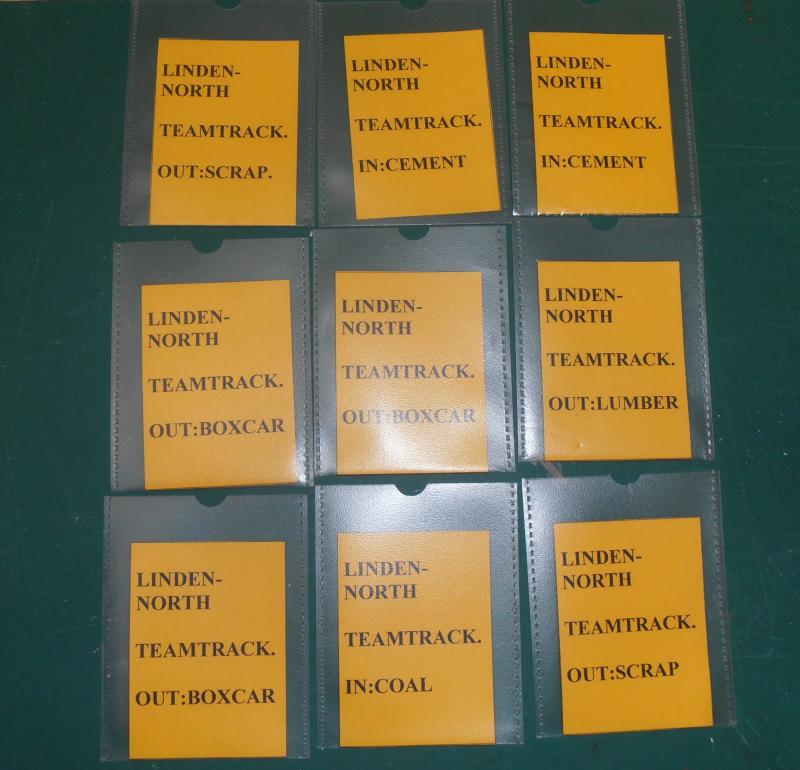 LINDEN-
NORTH
TEAMTRACK.
OUT:SCRAP.
LINDEN-
NORTH
TEAMTRACK.
IN:CEMENT
LINDEN-
NORTH
TEAMTRACK.
IN:CEMENT
LINDEN-
NORTH
TEAMTRACK.
OUT:BOXCAR
LINDEN-
NORTH
TEAMTRACK.
OUT:BOXCAR
LINDEN-
NORTH
TEAMTRACK.
OUT:LUMBER
LINDEN-
NORTH
TEAMTRACK.
OUT:BOXCAR
LINDEN-
NORTH
TEAMTRACK.
IN:COAL
LINDEN-
NORTH
TEAMTRACK.
OUT:SCRAP